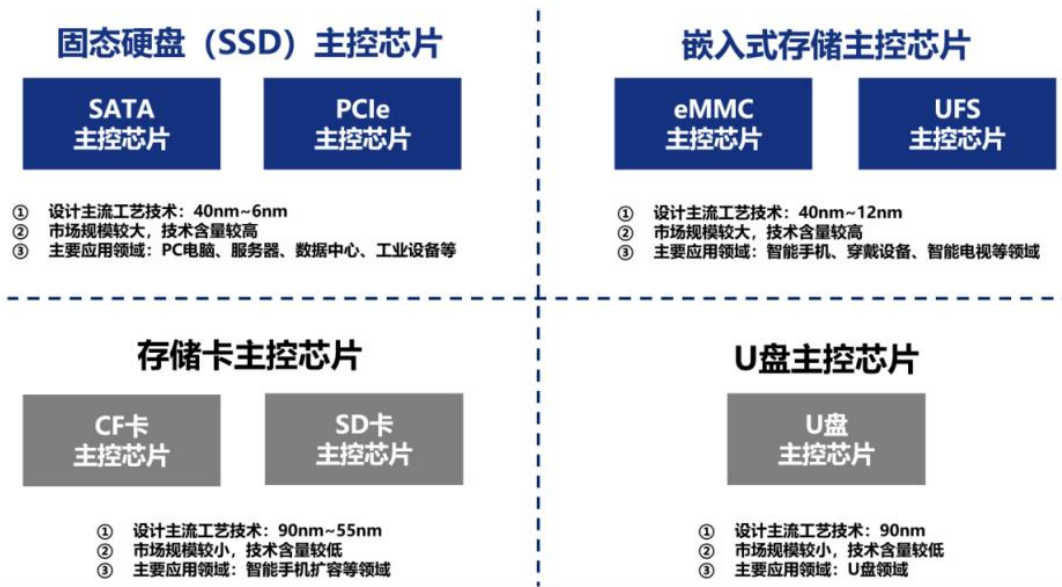 固态硬盘（SSD）主控芯片
SATA
主控芯片
PCIe
主控芯片
① 设计主流工艺技术：40nm~6nm
② 市场规模较大，技术含量较高
③ 主要应用领域：PC电脑、服务器、数据中心、工业设备等
嵌入式存储主控芯片
eMMC
主控芯片
UFS
主控芯片
① 设计主流工艺技术：40nm~12nm
② 市场规模较大，技术含量较高
③ 主要应用领域：智能手机、穿戴设备、智能电视等领域
存储卡主控芯片
CF卡
主控芯片
SD卡
主控芯片
① 设计主流工艺技术：90nm~55nm
② 市场规模较小，技术含量较低
③ 主要应用领域：智能手机扩容等领域
U盘主控芯片
U盘
主控芯片
① 设计主流工艺技术：90nm
② 市场规模较小，技术含量较低
③ 主要应用领域：U盘领域